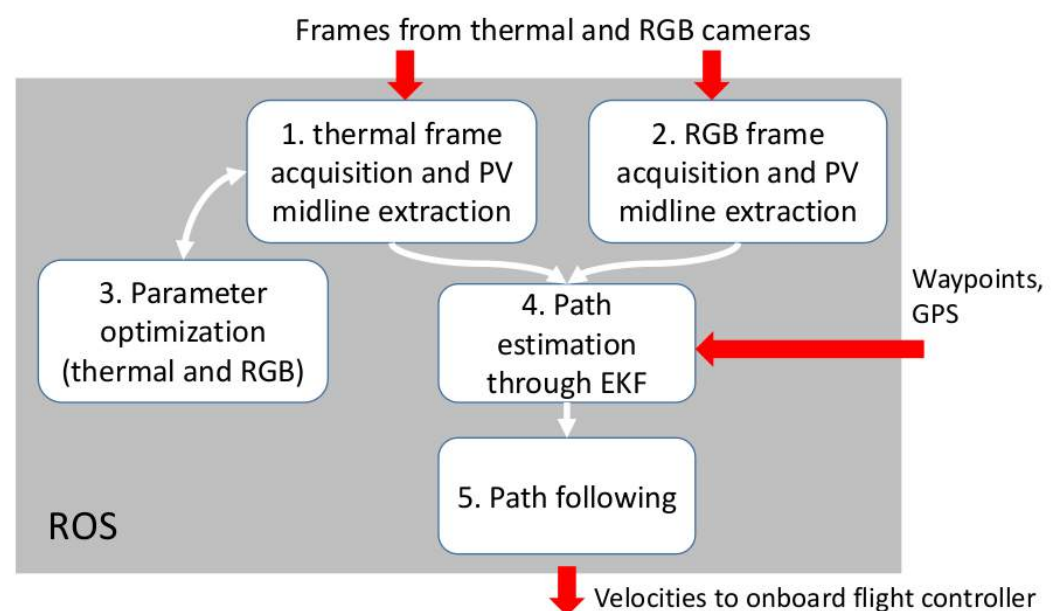 Frames from thermal and RGB cameras
1. thermal frame
acquisition and PV
midline extraction
2. RGB frame
acquisition and PV
midline extraction
3. Parameter
optimization
(thermal and RGB)
4. Path
estimation
through EKF
Waypoints,
GPS
5. Path following
ROS
Velocities to onboard flight controller